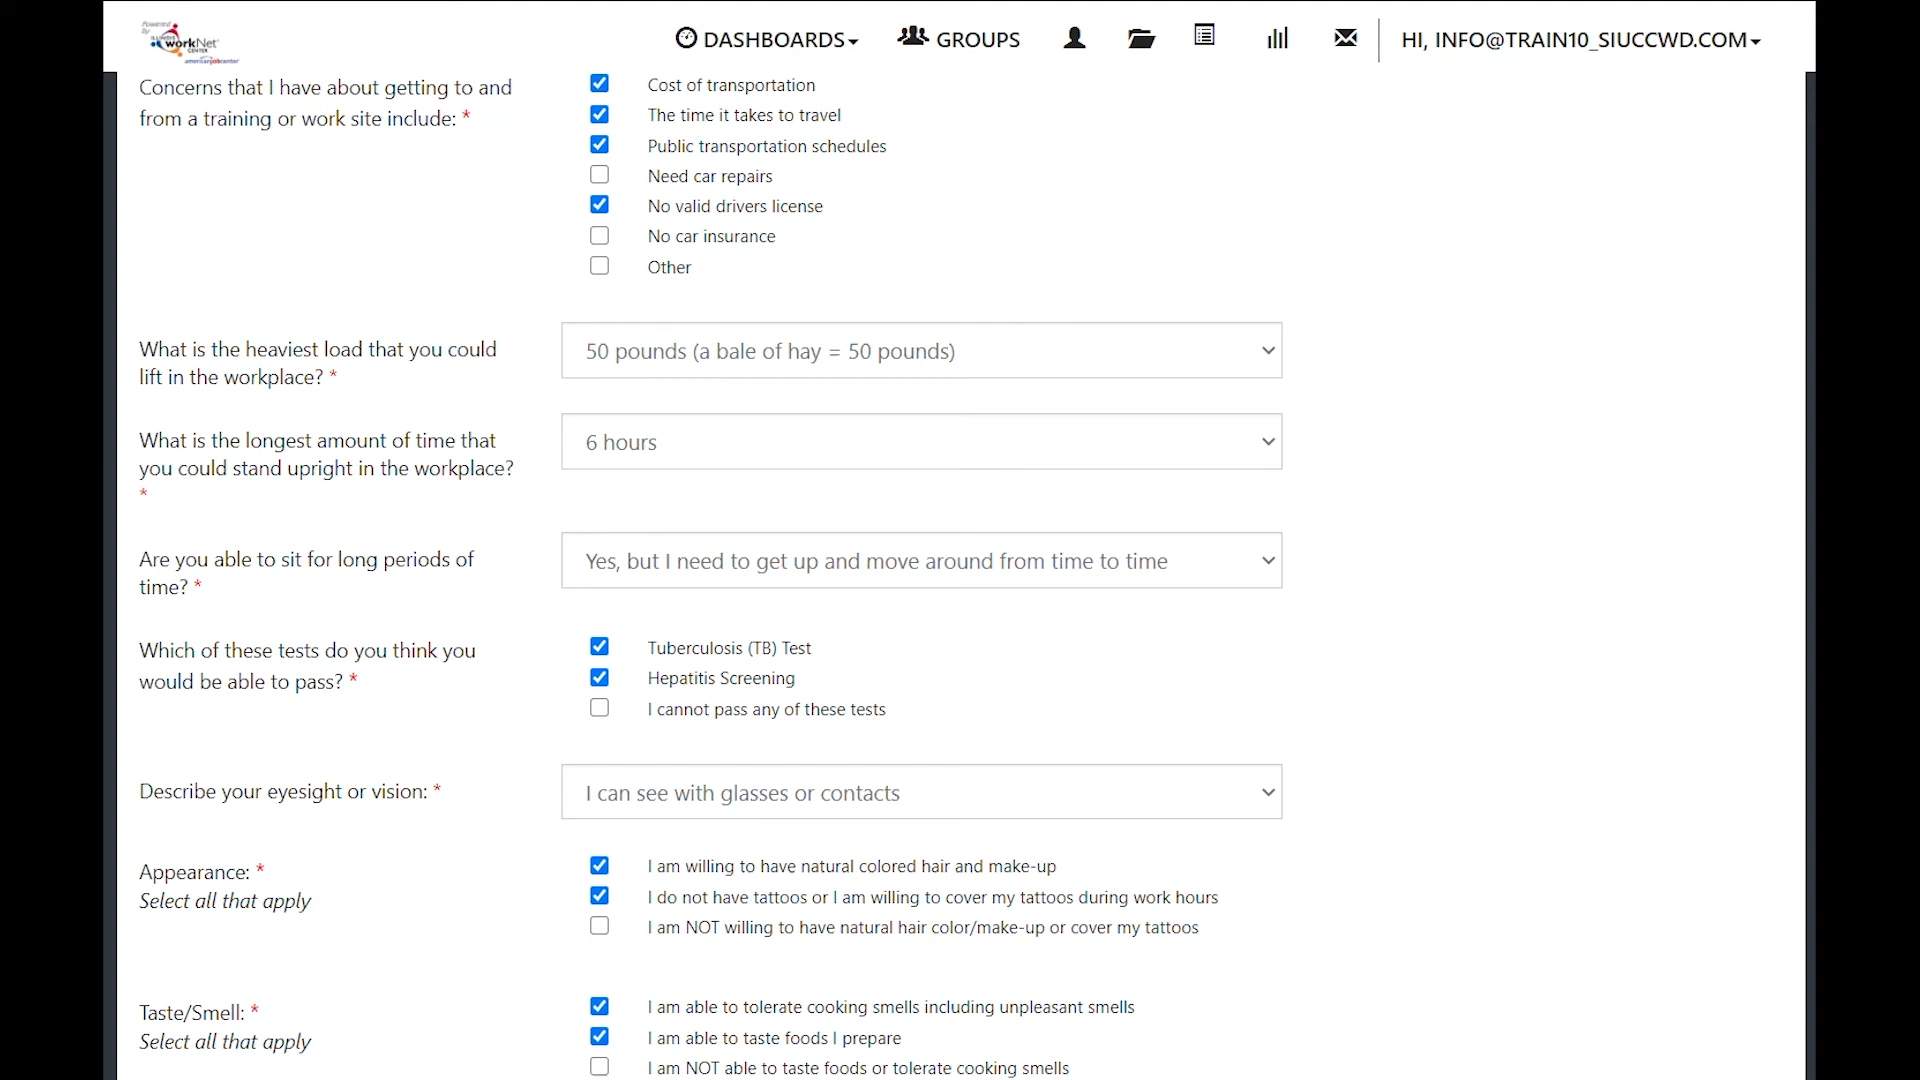 Powered
by
ILLINOIS
workNet
CENTER
americanjobcenter
DASHBOARDS
GROUPS
HI, INFO@TRAIN10_SIUCCWD.COM
Concerns that I have about getting to and
from a training or work site include: *
Cost of transportation
The time it takes to travel
Public transportation schedules
Need car repairs
No valid drivers license
No car insurance
Other
What is the heaviest load that you could
lift in the workplace? *
50 pounds (a bale of hay = 50 pounds)
What is the longest amount of time that
you could stand upright in the workplace?
*
6 hours
Are you able to sit for long periods of
time? *
Yes, but I need to get up and move around from time to time
Which of these tests do you think you
would be able to pass? *
Tuberculosis (TB) Test
Hepatitis Screening
I cannot pass any of these tests
Describe your eyesight or vision: *
I can see with glasses or contacts
Appearance: *
Select all that apply
I am willing to have natural colored hair and make-up
I do not have tattoos or I am willing to cover my tattoos during work hours
I am NOT willing to have natural hair color/make-up or cover my tattoos
Taste/Smell: *
Select all that apply
I am able to tolerate cooking smells including unpleasant smells
I am able to taste foods I prepare
I am NOT able to taste foods or tolerate cooking smells